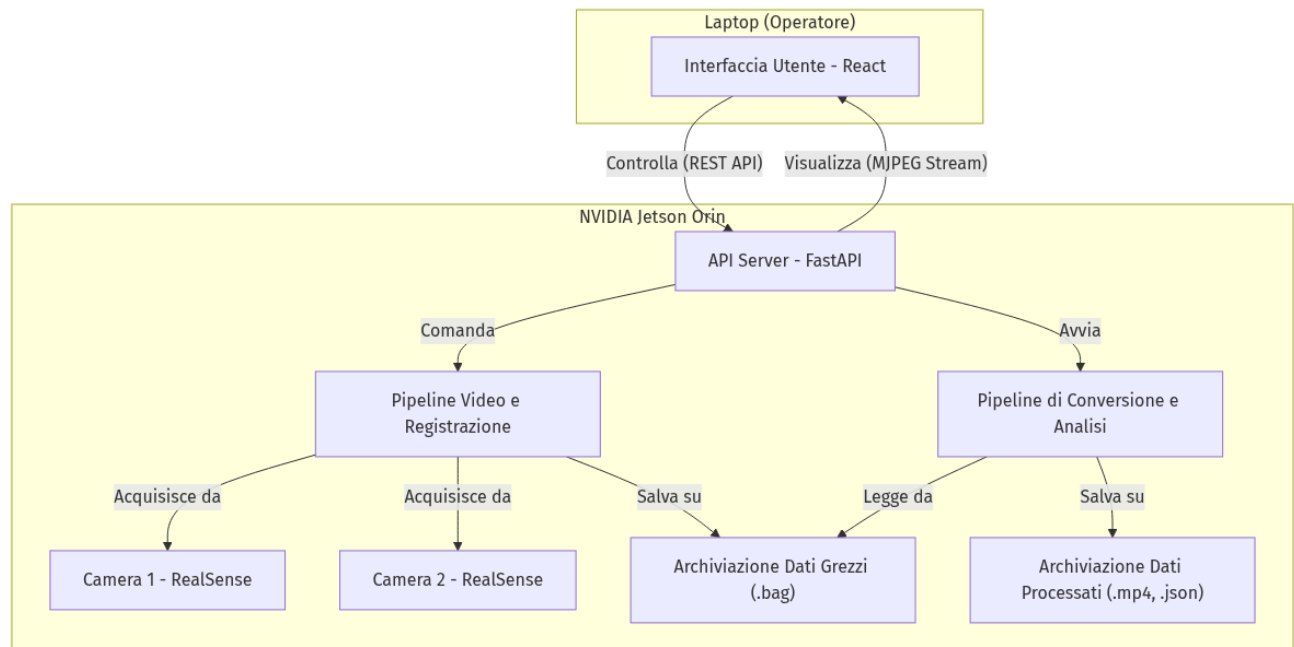 Laptop (Operatore)
Interfaccia Utente - React
Controlla (REST API)
Visualizza (MJPEG Stream)
NVIDIA Jetson Orin
API Server - FastAPI
Comanda
Avvia
Pipeline Video e
Registrazione
Pipeline di Conversione e
Analisi
Acquisisce da
Acquisisce da
Salva su
Legge da
Salva su
Camera 1 - RealSense
Camera 2 - RealSense
Archiviazione Dati Grezzi
(.bag)
Archiviazione Dati
Processati (.mp4, .json)